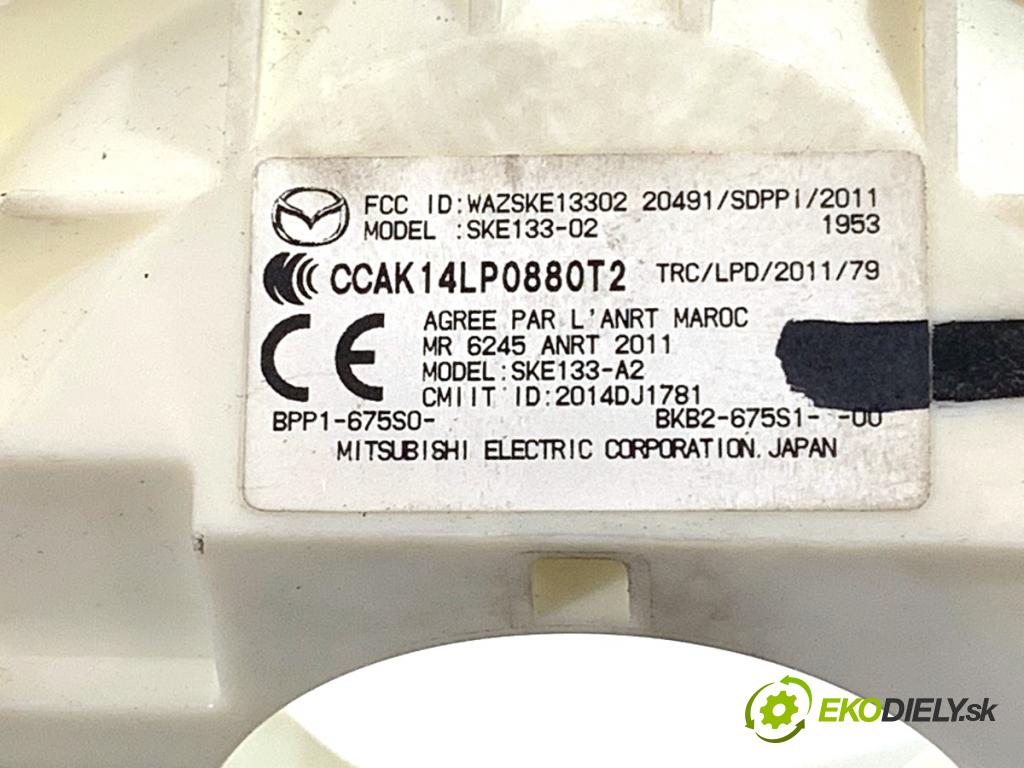 FCC ID:WAZSKE13302 20491/SDPPI/2011
MODEL :SKE133-02 1953
CCAK14LP0880T2 TRC/LPD/2011/79
CE
AGREE PAR L'ANRT MAROC
MR 6245 ANRT 2011
MODEL:SKE133-A2
CMIIT ID:2014DJ1781
BPP1-675S0- BKB2-675S1- -00
MITSUBISHI ELECTRIC CORPORATION. JAPAN
EKODIELY.sk